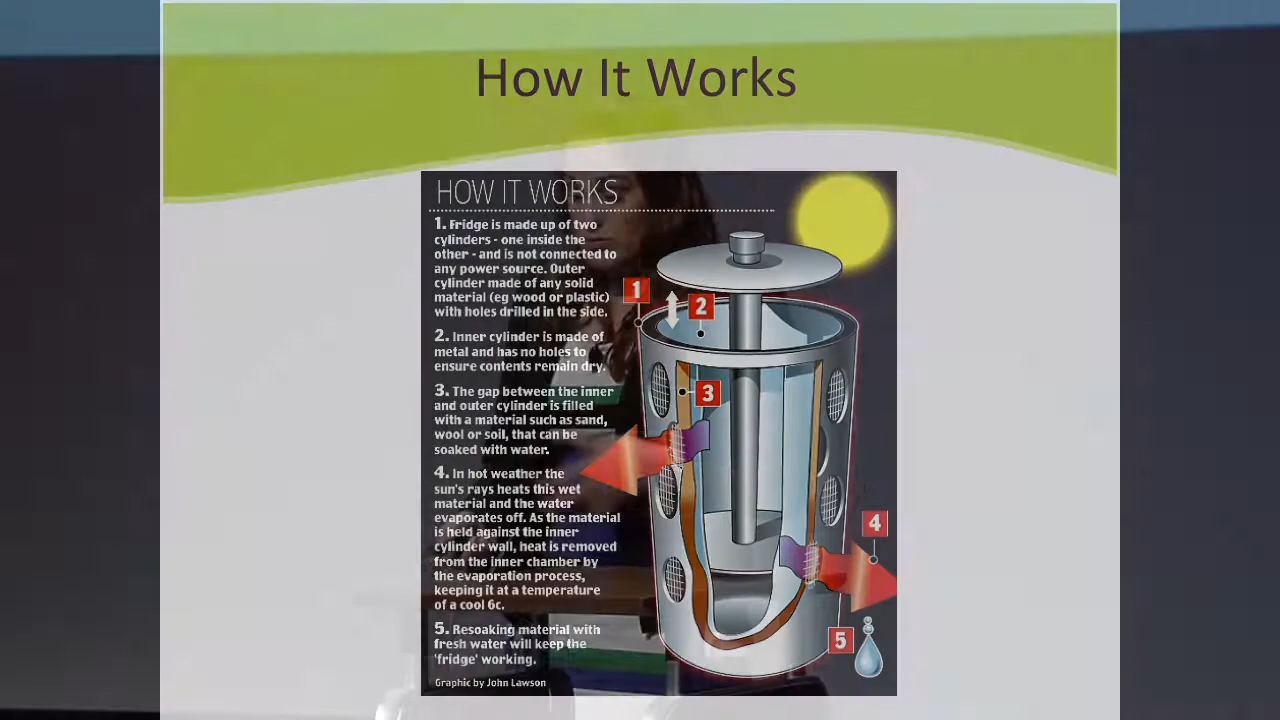 How It Works
HOW IT WORKS
1. Fridge is made up of two
cylinders - one inside the
other - and is not connected to
any power source. Outer
cylinder made of any solid
material (eg wood or plastic)
with holes drilled in the side.
2. Inner cylinder is made of
metal and has no holes to
ensure contents remain dry.
3. The gap between the inner
and outer cylinder is filled
with a material such as sand,
wool or soil, that can be
soaked with water.
4. In hot weather the
sun's rays heats this wet
material and the water
evaporates off. As the material
is held against the inner
cylinder wall, heat is removed
from the inner chamber by
the evaporation process,
keeping it at a temperature
of a cool 6c.
5. Resoaking material with
fresh water will keep the
'fridge' working.
Graphic by John Lawson
1
2
3
4
5